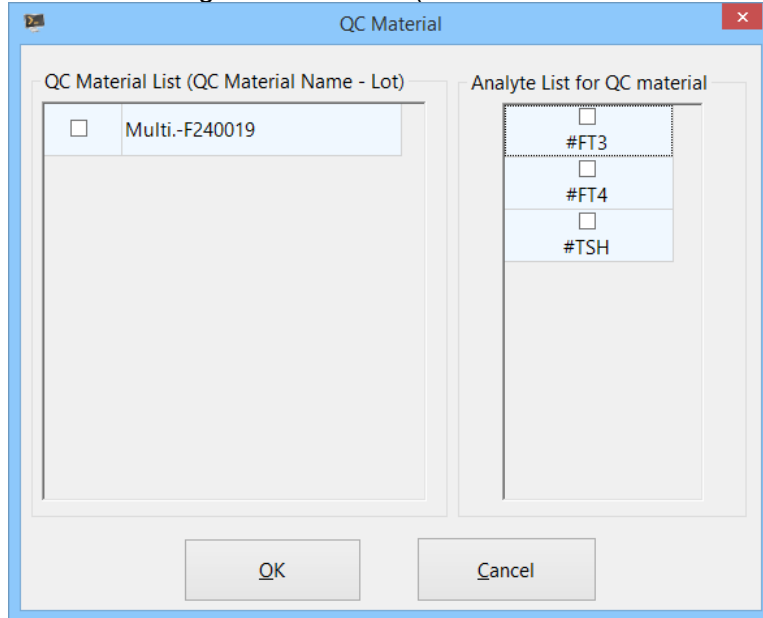 QC Material
QC Material List (QC Material Name - Lot)
Multi.-F240019
Analyte List for QC material
#FT3
#FT4
#TSH
OK
Cancel